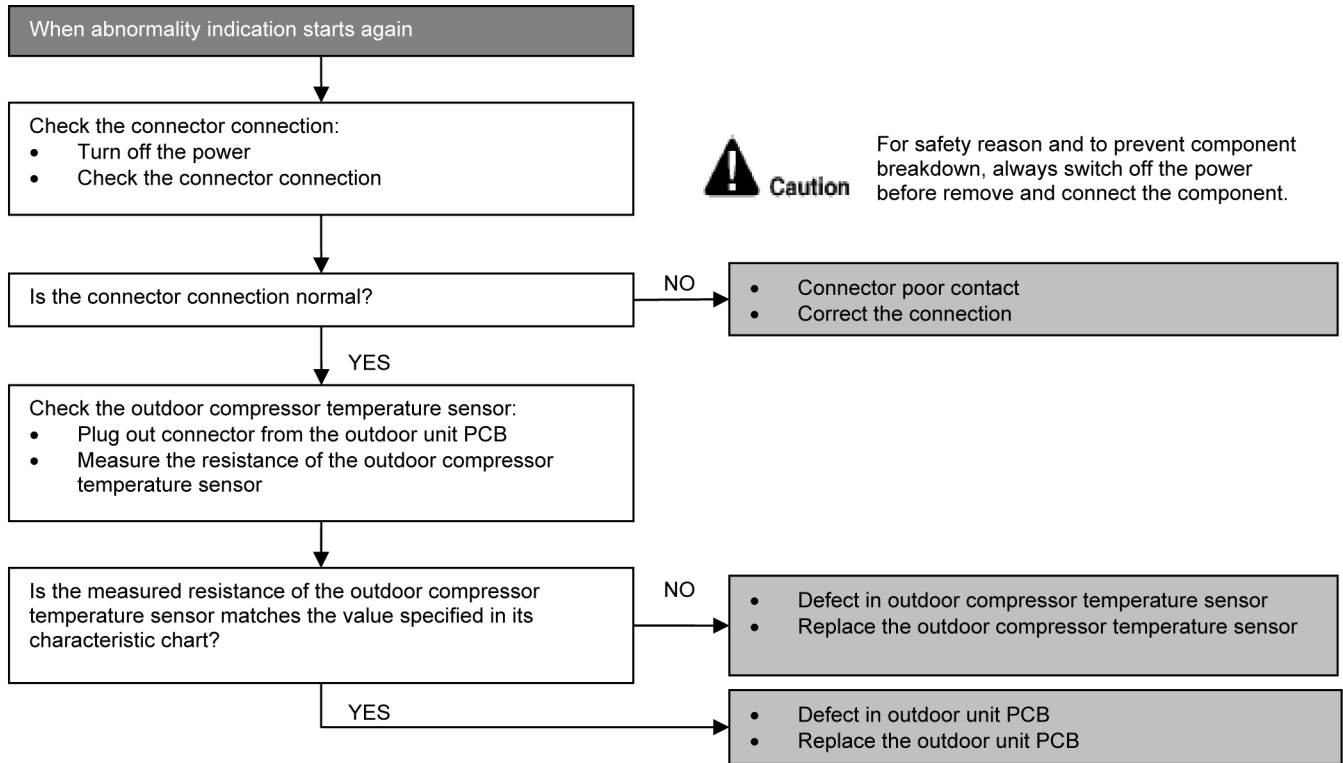 When abnormality indication starts again
Check the connector connection:
• Turn off the power
• Check the connector connection
Caution
For safety reason and to prevent component
breakdown, always switch off the power
before remove and connect the component.
Is the connector connection normal?
NO
• Connector poor contact
• Correct the connection
YES
Check the outdoor compressor temperature sensor:
• Plug out connector from the outdoor unit PCB
• Measure the resistance of the outdoor compressor
temperature sensor
Is the measured resistance of the outdoor compressor
temperature sensor matches the value specified in its
characteristic chart?
NO
• Defect in outdoor compressor temperature sensor
• Replace the outdoor compressor temperature sensor
YES
• Defect in outdoor unit PCB
• Replace the outdoor unit PCB